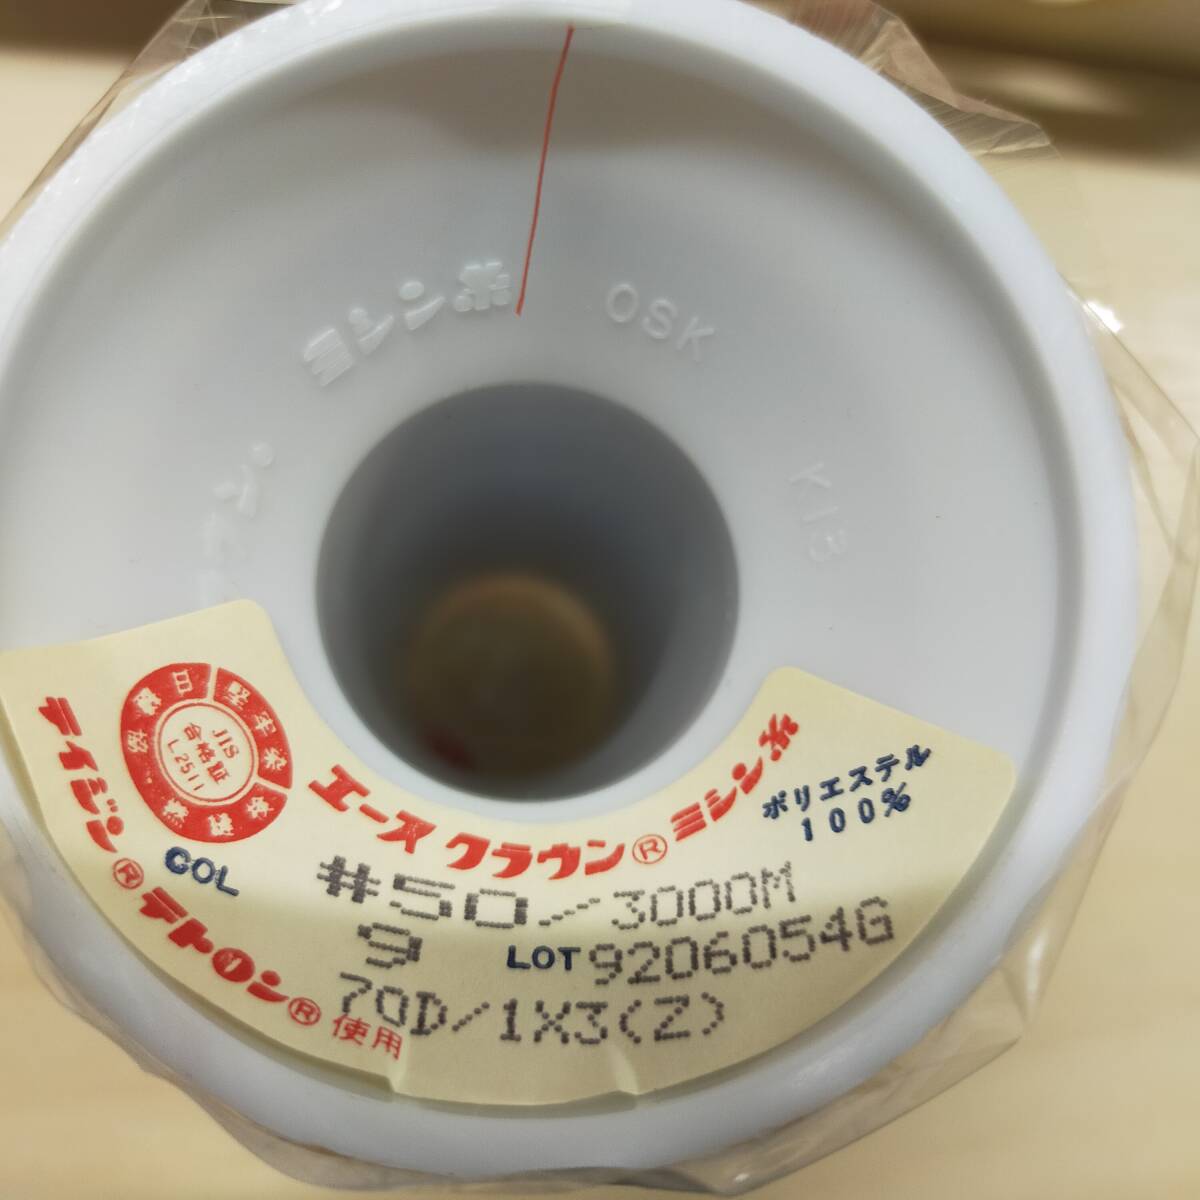 ミシン糸
OSK
KIB
JIS
合格証
L2511
テイジン®テトロン®使用
エースクラウン®ミシン糸
ポリエステル
100%
COL
#50/3000M
9 LOT 9206054G
70D/1X3(Z)